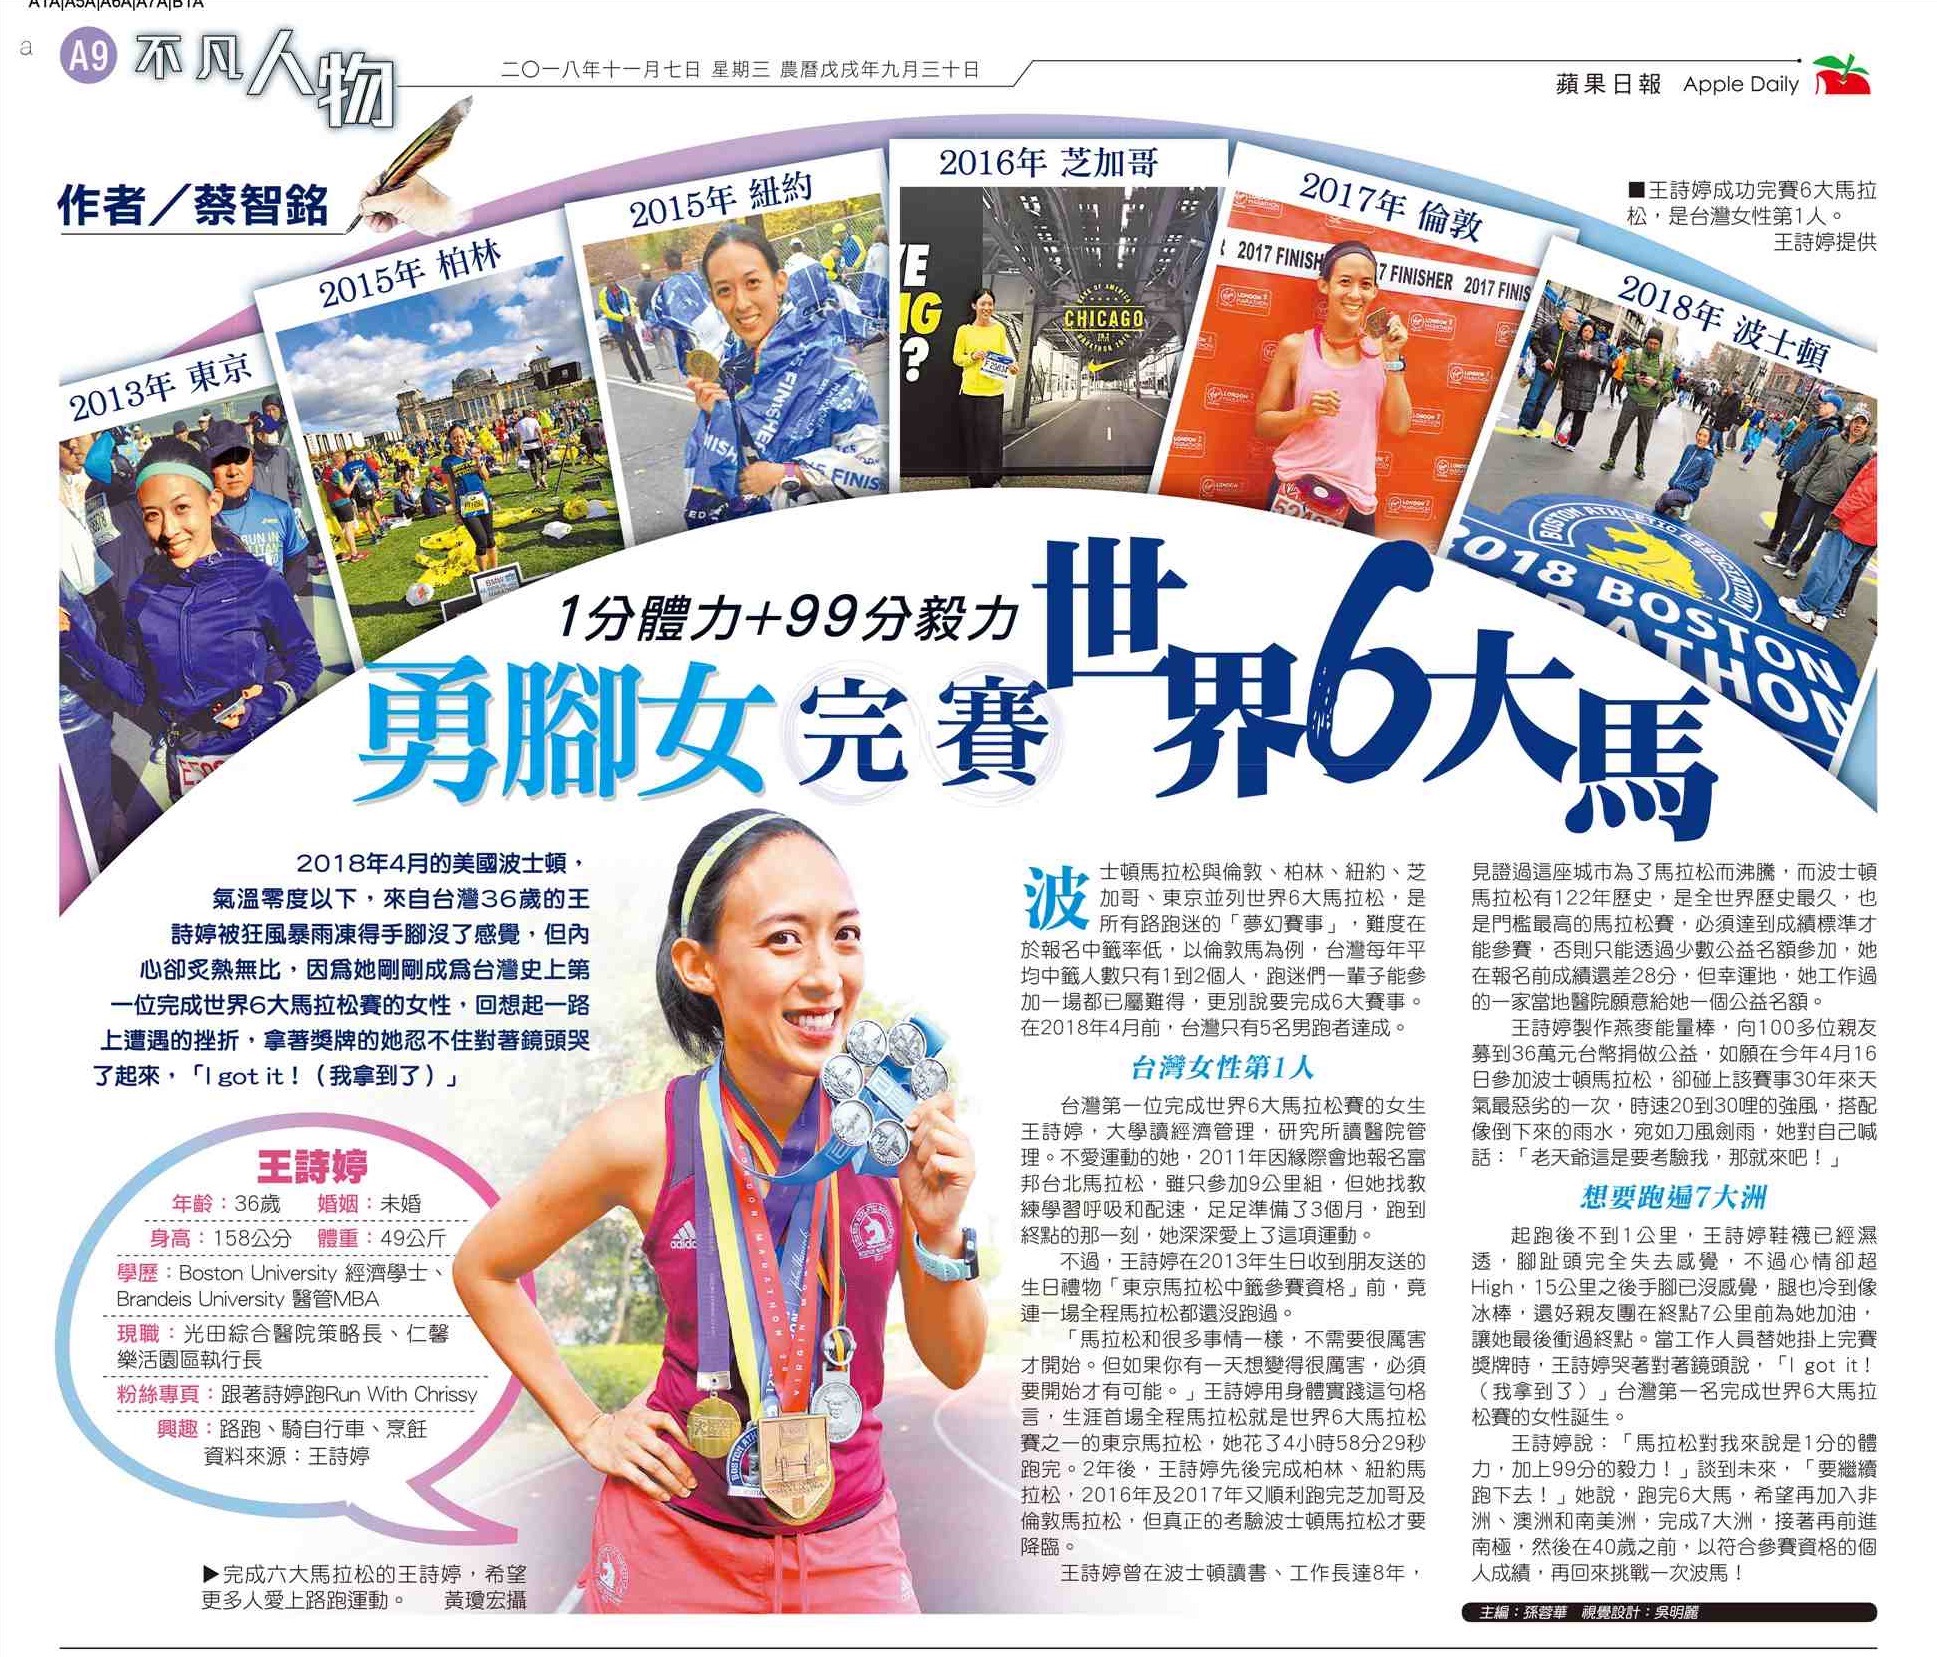 A1A|A5A|A6A|A7A|B1A
a
A9 不凡人物
二〇一八年十一月七日 星期三 農曆戊戌年九月三十日
蘋果日報 Apple Daily
作者／蔡智銘
2013年 東京
2015年 柏林
2015年 紐約
2016年 芝加哥
2017年 倫敦
2018年 波士頓
■王詩婷成功完賽6大馬拉
松，是台灣女性第1人。
王詩婷提供
CHICAGO
2017 FINISHER 2017 FINIS
BOSTON ATHLETIC ASSOCIATION
2018 BOSTON
1分體力+99分毅力
勇腳女完賽世界6大馬
2018年4月的美國波士頓，
氣溫零度以下，來自台灣36歲的王
詩婷被狂風暴雨凍得手腳沒了感覺，但內
心卻炙熱無比，因為她剛剛成為台灣史上第
一位完成世界6大馬拉松賽的女性，回想起一路
上遭遇的挫折，拿著獎牌的她忍不住對著鏡頭哭
了起來，「I got it！（我拿到了）」
王詩婷
年齡：36歲 婚姻：未婚
身高：158公分 體重：49公斤
學歷：Boston University 經濟學士、
Brandeis University 醫管MBA
現職：光田綜合醫院策略長、仁馨
樂活園區執行長
粉絲專頁：跟著詩婷跑Run With Chrissy
興趣：路跑、騎自行車、烹飪
資料來源：王詩婷
▶完成六大馬拉松的王詩婷，希望
更多人愛上路跑運動。 黃瓊宏攝
adidas
波士頓馬拉松與倫敦、柏林、紐約、芝
加哥、東京並列世界6大馬拉松，是
所有路跑迷的「夢幻賽事」，難度在
於報名中籤率低，以倫敦馬為例，台灣每年平
均中籤人數只有1到2個人，跑迷們一輩子能參
加一場都已屬難得，更別說要完成6大賽事。
在2018年4月前，台灣只有5名男跑者達成。
台灣女性第1人
台灣第一位完成世界6大馬拉松賽的女生
王詩婷，大學讀經濟管理，研究所讀醫院管
理。不愛運動的她，2011年因緣際會地報名富
邦台北馬拉松，雖只參加9公里組，但她找教
練學習呼吸和配速，足足準備了3個月，跑到
終點的那一刻，她深深愛上了這項運動。
不過，王詩婷在2013年生日收到朋友送的
生日禮物「東京馬拉松中籤參賽資格」前，竟
連一場全程馬拉松都還沒跑過。
「馬拉松和很多事情一樣，不需要很厲害
才開始。但如果你有一天想變得很厲害，必須
要開始才有可能。」王詩婷用身體實踐這句格
言，生涯首場全程馬拉松就是世界6大馬拉松
賽之一的東京馬拉松，她花了4小時58分29秒
跑完。2年後，王詩婷先後完成柏林、紐約馬
拉松，2016年及2017年又順利跑完芝加哥及
倫敦馬拉松，但真正的考驗波士頓馬拉松才要
降臨。
王詩婷曾在波士頓讀書、工作長達8年，
見證過這座城市為了馬拉松而沸騰，而波士頓
馬拉松有122年歷史，是全世界歷史最久，也
是門檻最高的馬拉松賽，必須達到成績標準才
能參賽，否則只能透過少數公益名額參加，她
在報名前成績還差28分，但幸運地，她工作過
的一家當地醫院願意給她一個公益名額。
王詩婷製作燕麥能量棒，向100多位親友
募到36萬元台幣捐做公益，如願在今年4月16
日參加波士頓馬拉松，卻碰上該賽事30年來天
氣最惡劣的一次，時速20到30哩的強風，搭配
像倒下來的雨水，宛如刀風劍雨，她對自己喊
話：「老天爺這是要考驗我，那就來吧！」
想要跑遍7大洲
起跑後不到1公里，王詩婷鞋襪已經濕
透，腳趾頭完全失去感覺，不過心情卻超
High，15公里之後手腳已沒感覺，腿也冷到像
冰棒，還好親友團在終點7公里前為她加油，
讓她最後衝過終點。當工作人員替她掛上完賽
獎牌時，王詩婷哭著對著鏡頭說，「I got it！
（我拿到了）」台灣第一名完成世界6大馬拉
松賽的女性誕生。
王詩婷說：「馬拉松對我來說是1分的體
力，加上99分的毅力！」談到未來，「要繼續
跑下去！」她說，跑完6大馬，希望再加入非
洲、澳洲和南美洲，完成7大洲，接著再前進
南極，然後在40歲之前，以符合參賽資格的個
人成績，再回來挑戰一次波馬！
主編：孫蓉華 視覺設計：吳明麗